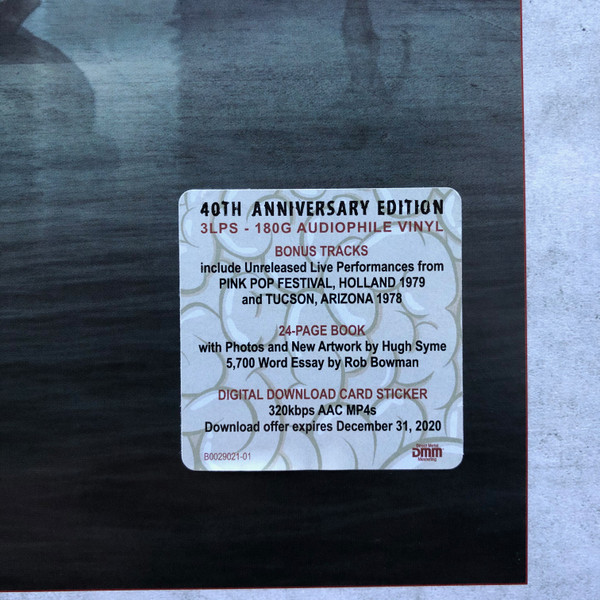 40TH ANNIVERSARY EDITION
3LPS - 180G AUDIOPHILE VINYL
BONUS TRACKS
include Unreleased Live Performances from
PINK POP FESTIVAL, HOLLAND 1979
and TUCSON, ARIZONA 1978
24-PAGE BOOK
with Photos and New Artwork by Hugh Syme
5,700 Word Essay by Rob Bowman
DIGITAL DOWNLOAD CARD STICKER
320kbps AAC MP4s
Download offer expires December 31, 2020
B0029021-01
Direct Metal
DMM
Mastering